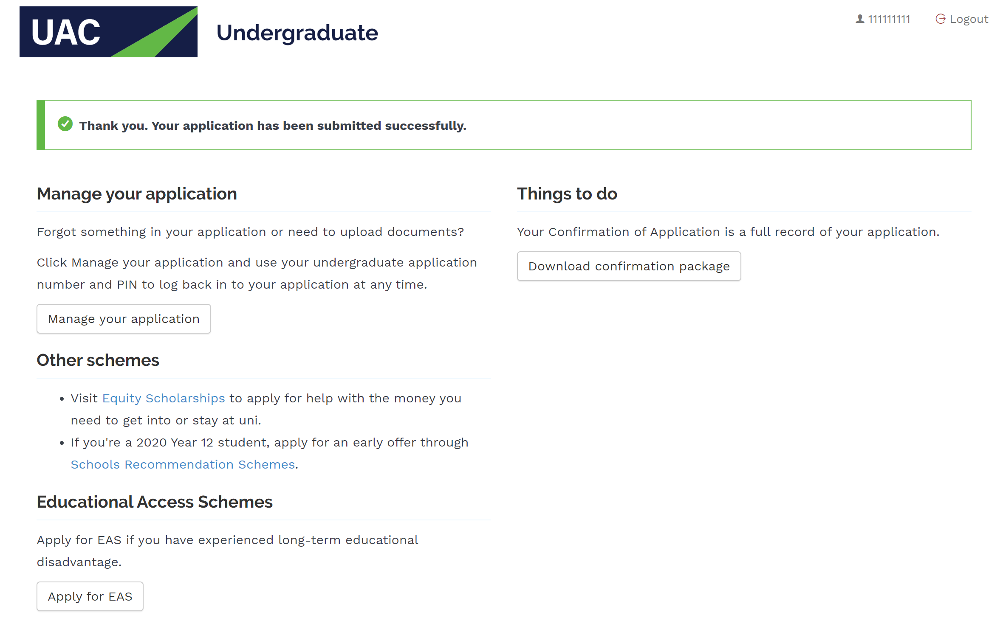 UAC
Undergraduate
111111111
Logout
Thank you. Your application has been submitted successfully.
Manage your application
Forgot something in your application or need to upload documents?
Click Manage your application and use your undergraduate application
number and PIN to log back in to your application at any time.
Manage your application
Other schemes
• Visit Equity Scholarships to apply for help with the money you
need to get into or stay at uni.
• If you're a 2020 Year 12 student, apply for an early offer through
Schools Recommendation Schemes.
Educational Access Schemes
Apply for EAS if you have experienced long-term educational
disadvantage.
Apply for EAS
Things to do
Your Confirmation of Application is a full record of your application.
Download confirmation package